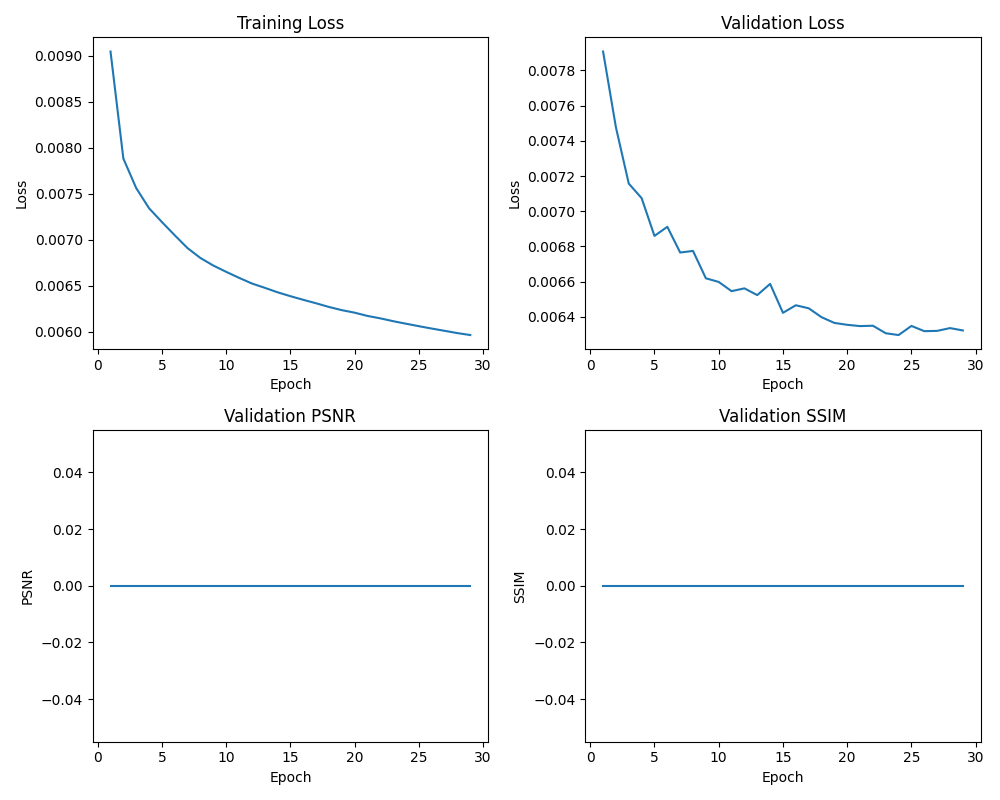 Training Loss
Loss
0.0090
0.0085
0.0080
0.0075
0.0070
0.0065
0.0060
0 5 10 15 20 25 30
Epoch
Validation Loss
Loss
0.0078
0.0076
0.0074
0.0072
0.0070
0.0068
0.0066
0.0064
0 5 10 15 20 25 30
Epoch
Validation PSNR
PSNR
0.04
0.02
0.00
−0.02
−0.04
0 5 10 15 20 25 30
Epoch
Validation SSIM
SSIM
0.04
0.02
0.00
−0.02
−0.04
0 5 10 15 20 25 30
Epoch